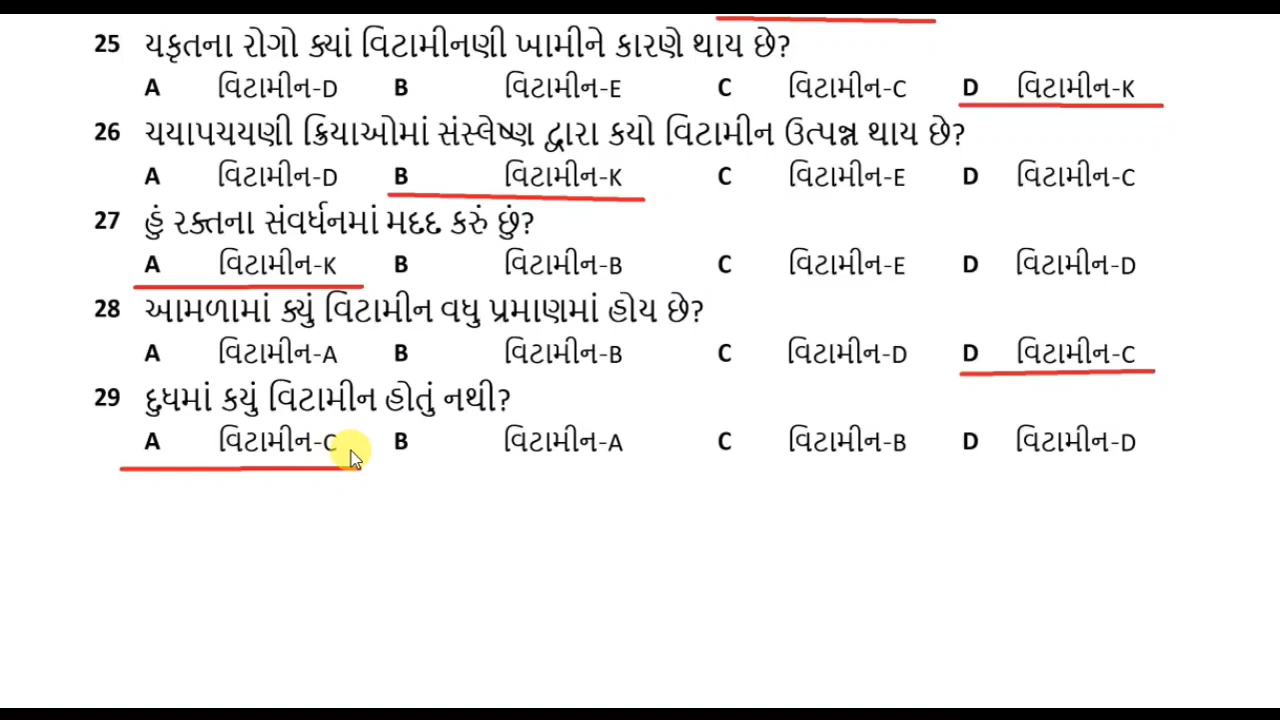 25 યકૃતના રોગો ક્યાં વિટામીનણી ખામીને કારણે થાય છે?
A વિટામીન-D B વિટામીન-E C વિટામીન-C D વિટામીન-K
26 ચયાપચયણી ક્રિયાઓમાં સંસ્લેષ્ણ દ્વારા કયો વિટામીન ઉત્પન્ન થાય છે?
A વિટામીન-D B વિટામીન-K C વિટામીન-E D વિટામીન-C
27 હું રક્તના સંવર્ધનમાં મદદ કરું છું?
A વિટામીન-K B વિટામીન-B C વિટામીન-E D વિટામીન-D
28 આમળામાં ક્યું વિટામીન વધુ પ્રમાણમાં હોય છે?
A વિટામીન-A B વિટામીન-B C વિટામીન-D D વિટામીન-C
29 દુધમાં કયું વિટામીન હોતું નથી?
A વિટામીન-C B વિટામીન-A C વિટામીન-B D વિટામીન-D